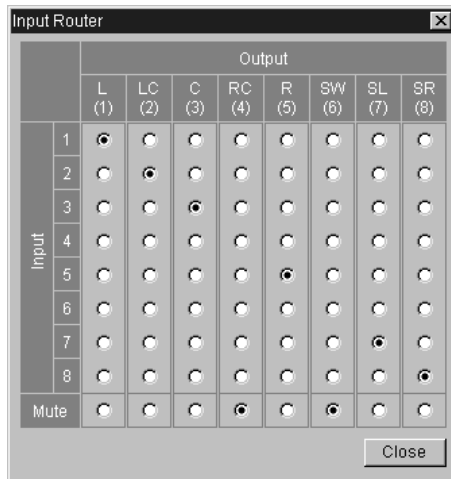 Input Router
Output
L LC C RC R SW SL SR
(1) (2) (3) (4) (5) (6) (7) (8)
Input
1
2
3
4
5
6
7
8
Mute
Close